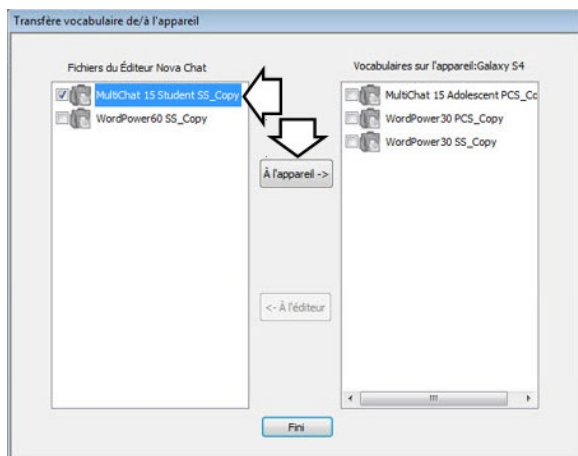 Transfère vocabulaire de/à l'appareil
Fichiers du Éditeur Nova Chat
Vocabulaires sur l'appareil:Galaxy S4
MultiChat 15 Student SS_Copy
WordPower60 SS_Copy
MultiChat 15 Adolescent PCS_Cc
WordPower30 PCS_Copy
WordPower30 SS_Copy
À l'appareil ->
<- À l'éditeur
Fini